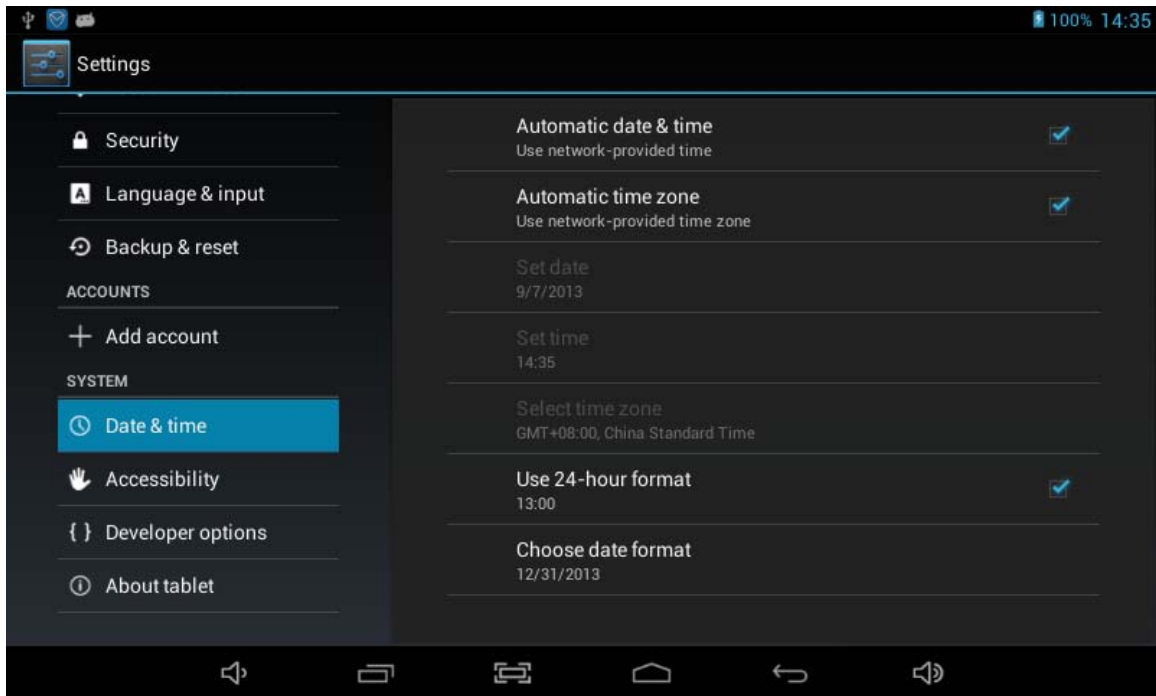 100% 14:35
Settings
Security
Language & input
Backup & reset
ACCOUNTS
Add account
SYSTEM
Date & time
Accessibility
{ } Developer options
About tablet
Automatic date & time
Use network-provided time
Automatic time zone
Use network-provided time zone
Set date
9/7/2013
Set time
14:35
Select time zone
GMT+08:00, China Standard Time
Use 24-hour format
13:00
Choose date format
12/31/2013